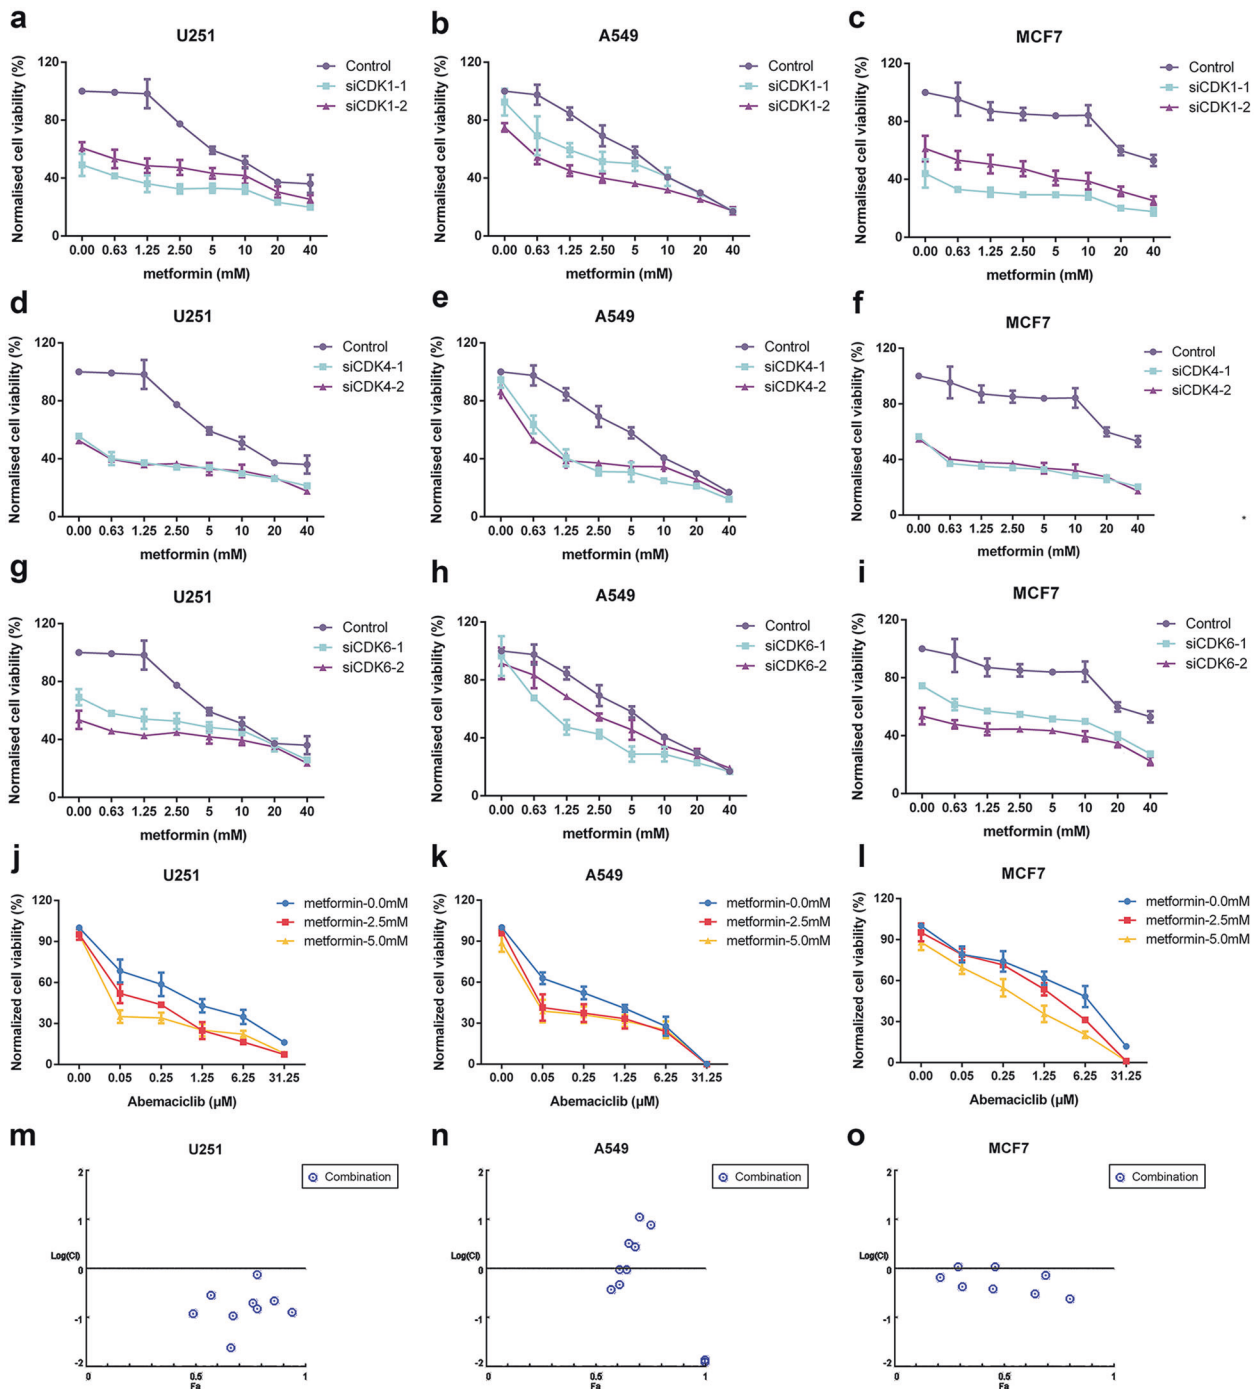 a
U251
Normalised cell viability (%)
120
80
40
0
0.00 0.63 1.25 2.50 5 10 20 40
metformin (mM)
Control
siCDK1-1
siCDK1-2
b
A549
Normalised cell viability (%)
120
80
40
0
0.00 0.63 1.25 2.50 5 10 20 40
metformin (mM)
Control
siCDK1-1
siCDK1-2
c
MCF7
Normalised cell viability (%)
120
80
40
0
0.00 0.63 1.25 2.50 5 10 20 40
metformin (mM)
Control
siCDK1-1
siCDK1-2
d
U251
Normalised cell viability (%)
120
80
40
0
0.00 0.63 1.25 2.50 5 10 20 40
metformin (mM)
Control
siCDK4-1
siCDK4-2
e
A549
Normalised cell viability (%)
120
80
40
0
0.00 0.63 1.25 2.50 5 10 20 40
metformin (mM)
Control
siCDK4-1
siCDK4-2
f
MCF7
Normalised cell viability (%)
120
80
40
0
0.00 0.63 1.25 2.50 5 10 20 40
metformin (mM)
Control
siCDK4-1
siCDK4-2
*
g
U251
Normalised cell viability (%)
120
80
40
0
0.00 0.63 1.25 2.50 5 10 20 40
metformin (mM)
Control
siCDK6-1
siCDK6-2
h
A549
Normalised cell viability (%)
120
80
40
0
0.00 0.63 1.25 2.50 5 10 20 40
metformin (mM)
Control
siCDK6-1
siCDK6-2
i
MCF7
Normalised cell viability (%)
120
80
40
0
0.00 0.63 1.25 2.50 5 10 20 40
metformin (mM)
Control
siCDK6-1
siCDK6-2
j
U251
Normalized cell viability (%)
120
90
60
30
0
0.00 0.05 0.25 1.25 6.25 31.25
Abemaciclib (μM)
metformin-0.0mM
metformin-2.5mM
metformin-5.0mM
k
A549
Normalized cell viability (%)
120
90
60
30
0
0.00 0.05 0.25 1.25 6.25 31.25
Abemaciclib (μM)
metformin-0.0mM
metformin-2.5mM
metformin-5.0mM
l
MCF7
Normalized cell viability (%)
120
90
60
30
0
0.00 0.05 0.25 1.25 6.25 31.25
Abemaciclib (μM)
metformin-0.0mM
metformin-2.5mM
metformin-5.0mM
m
U251
Combination
2
1
Log(CI)
0
-1
-2
0 0.5 1
Fa
n
A549
Combination
2
1
Log(CI)
0
-1
-2
0 0.5 1
Fa
o
MCF7
Combination
2
1
Log(CI)
0
-1
-2
0 0.5 1
Fa